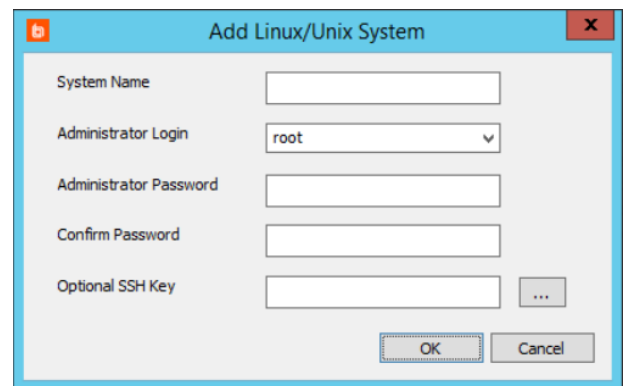 Add Linux/Unix System
x
System Name
Administrator Login
root
Administrator Password
Confirm Password
Optional SSH Key
...
OK
Cancel